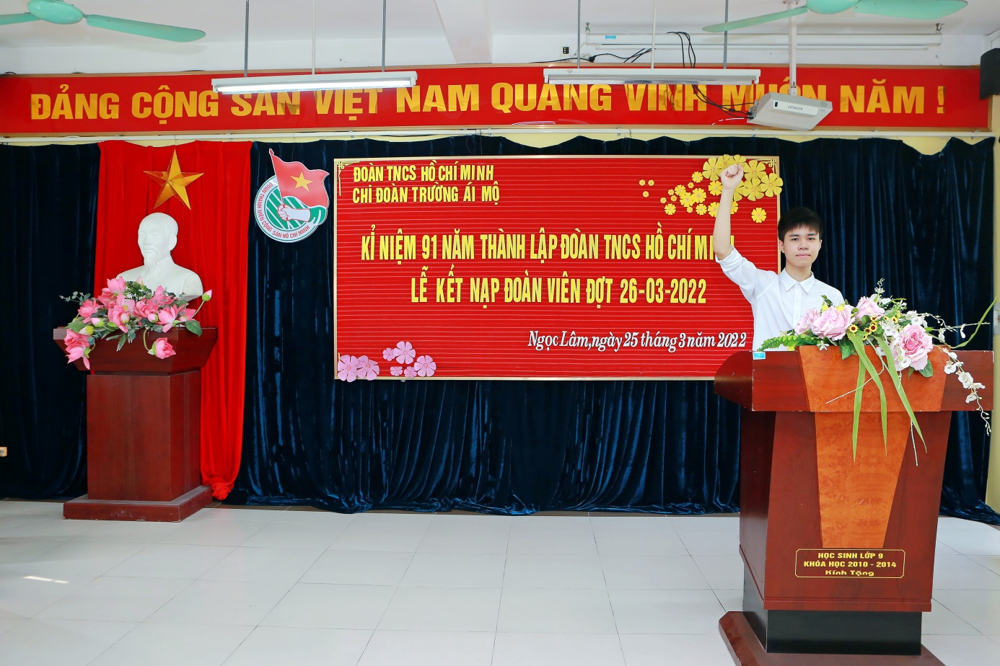 ĐẢNG CỘNG SẢN VIỆT NAM QUANG VINH MUÔN NĂM !
HITACHI
ĐOÀN THANH NIÊN CỘNG SẢN HỒ CHÍ MINH
ĐOÀN TNCS HỒ CHÍ MINH
CHI ĐOÀN TRƯỜNG ÁI MỘ
KỈ NIỆM 91 NĂM THÀNH LẬP ĐOÀN TNCS HỒ CHÍ MINH
LỄ KẾT NẠP ĐOÀN VIÊN ĐỢT 26-03-2022
Ngọc Lâm,ngày 25 tháng 3 năm 2022
HỌC SINH LỚP 9
KHÓA HỌC 2010 - 2014
Kính Tặng